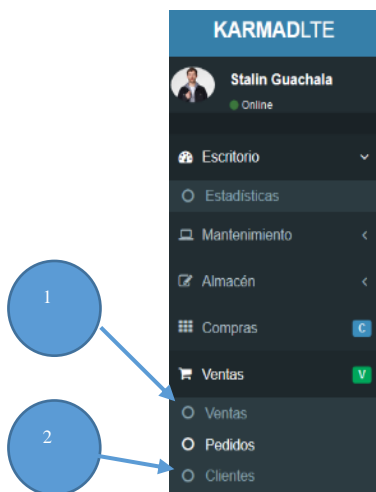 KARMADLTE
Stalin Guachala
Online
Escritorio
Estadísticas
Mantenimiento
Almacén
1
Compras C
Ventas V
Ventas
2
Pedidos
Clientes